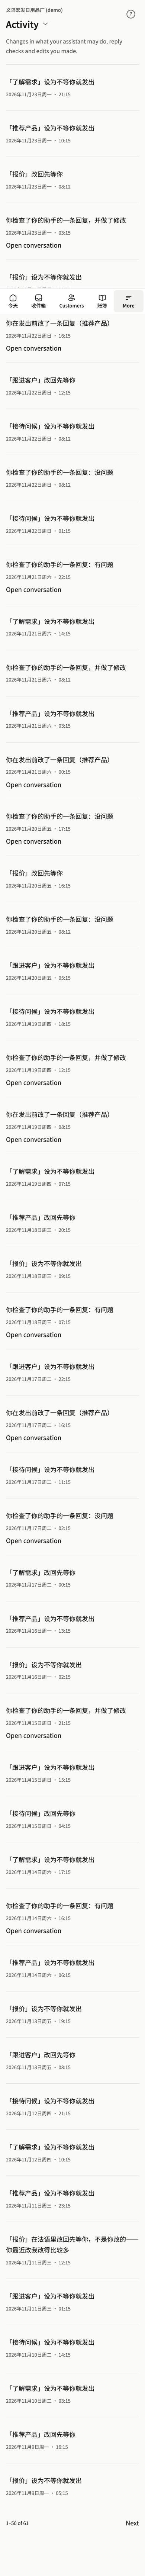 义乌宏发日用品厂 (demo)
Activity
Changes in what your assistant may do, reply
checks and edits you made.
「了解需求」设为不等你就发出
2026年11月23日周一 · 21:15
「推荐产品」设为不等你就发出
2026年11月23日周一 · 10:15
「报价」改回先等你
2026年11月23日周一 · 08:12
你检查了你的助手的一条回复，并做了修改
2026年11月23日周一 · 03:15
Open conversation
「报价」设为不等你就发出
今天
收件箱
Customers
账簿
More
你在发出前改了一条回复（推荐产品）
2026年11月22日周日 · 16:15
Open conversation
「跟进客户」改回先等你
2026年11月22日周日 · 12:15
「接待问候」设为不等你就发出
2026年11月22日周日 · 08:12
你检查了你的助手的一条回复：没问题
2026年11月22日周日 · 08:12
「接待问候」设为不等你就发出
2026年11月22日周日 · 01:15
你检查了你的助手的一条回复：有问题
2026年11月21日周六 · 22:15
Open conversation
「了解需求」设为不等你就发出
2026年11月21日周六 · 14:15
你检查了你的助手的一条回复，并做了修改
2026年11月21日周六 · 08:12
「推荐产品」设为不等你就发出
2026年11月21日周六 · 03:15
你在发出前改了一条回复（推荐产品）
2026年11月21日周六 · 00:15
Open conversation
你检查了你的助手的一条回复：没问题
2026年11月20日周五 · 17:15
Open conversation
「报价」改回先等你
2026年11月20日周五 · 16:15
你检查了你的助手的一条回复：没问题
2026年11月20日周五 · 08:12
「跟进客户」设为不等你就发出
2026年11月20日周五 · 05:15
「接待问候」设为不等你就发出
2026年11月19日周四 · 18:15
你检查了你的助手的一条回复，并做了修改
2026年11月19日周四 · 12:15
Open conversation
你在发出前改了一条回复（推荐产品）
2026年11月19日周四 · 08:15
Open conversation
「了解需求」设为不等你就发出
2026年11月19日周四 · 07:15
「推荐产品」改回先等你
2026年11月18日周三 · 20:15
「报价」设为不等你就发出
2026年11月18日周三 · 09:15
你检查了你的助手的一条回复：有问题
2026年11月18日周三 · 07:15
Open conversation
「跟进客户」设为不等你就发出
2026年11月17日周二 · 22:15
你在发出前改了一条回复（推荐产品）
2026年11月17日周二 · 16:15
Open conversation
「接待问候」设为不等你就发出
2026年11月17日周二 · 11:15
你检查了你的助手的一条回复：没问题
2026年11月17日周二 · 02:15
Open conversation
「了解需求」改回先等你
2026年11月17日周二 · 00:15
「推荐产品」设为不等你就发出
2026年11月16日周一 · 13:15
「报价」设为不等你就发出
2026年11月16日周一 · 02:15
你检查了你的助手的一条回复，并做了修改
2026年11月15日周日 · 21:15
Open conversation
「跟进客户」设为不等你就发出
2026年11月15日周日 · 15:15
「接待问候」改回先等你
2026年11月15日周日 · 04:15
「了解需求」设为不等你就发出
2026年11月14日周六 · 17:15
你检查了你的助手的一条回复：有问题
2026年11月14日周六 · 16:15
Open conversation
「推荐产品」设为不等你就发出
2026年11月14日周六 · 06:15
「报价」设为不等你就发出
2026年11月13日周五 · 19:15
「跟进客户」改回先等你
2026年11月13日周五 · 08:15
「接待问候」设为不等你就发出
2026年11月12日周四 · 21:15
「了解需求」设为不等你就发出
2026年11月12日周四 · 10:15
「推荐产品」设为不等你就发出
2026年11月11日周三 · 23:15
「报价」在法语里改回先等你，不是你改的——
你最近改我改得比较多
2026年11月11日周三 · 12:15
「跟进客户」设为不等你就发出
2026年11月11日周三 · 01:15
「接待问候」设为不等你就发出
2026年11月10日周二 · 14:15
「了解需求」设为不等你就发出
2026年11月10日周二 · 03:15
「推荐产品」改回先等你
2026年11月9日周一 · 16:15
「报价」设为不等你就发出
2026年11月9日周一 · 05:15
1–50 of 61
Next